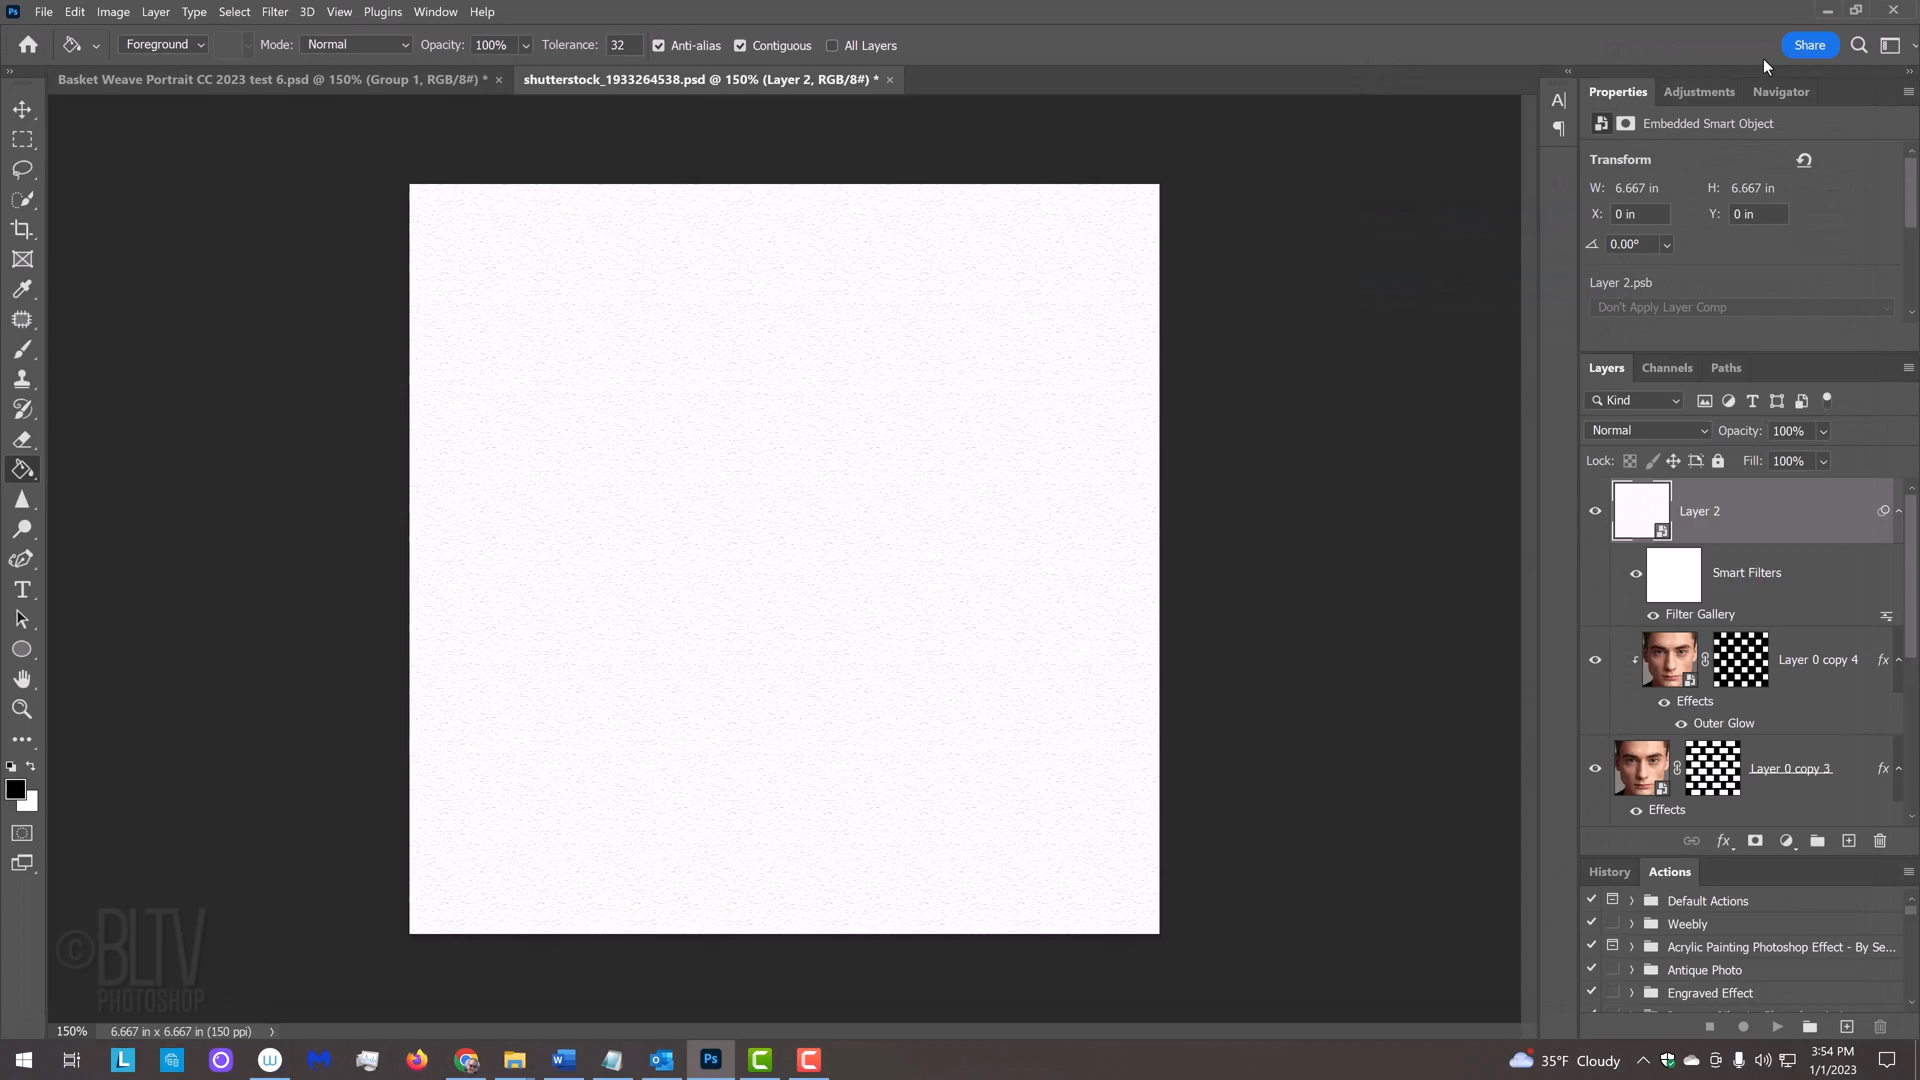 Ps File Edit Image Layer Type Select Filter 3D View Plugins Window Help
Foreground Mode: Normal Opacity: 100% Tolerance: 32 Anti-alias Contiguous All Layers Share
Basket Weave Portrait CC 2023 test 6.psd @ 150% (Group 1, RGB/8#) * × shutterstock_1933264538.psd @ 150% (Layer 2, RGB/8#) * ×
Properties Adjustments Navigator
Embedded Smart Object
Transform
W: 6.667 in H: 6.667 in
X: 0 in Y: 0 in
0.00°
Layer 2.psb
Don't Apply Layer Comp
Layers Channels Paths
Kind
Normal Opacity: 100%
Lock: Fill: 100%
Layer 2
Smart Filters
Filter Gallery
Layer 0 copy 4 fx
Effects
Outer Glow
Layer 0 copy 3 fx
Effects
fx
History Actions
Default Actions
Weebly
Acrylic Painting Photoshop Effect - By Se...
Antique Photo
Engraved Effect
© BLTV
PHOTOSHOP
150% 6.667 in x 6.667 in (150 ppi)
35°F Cloudy
3:54 PM
1/1/2023